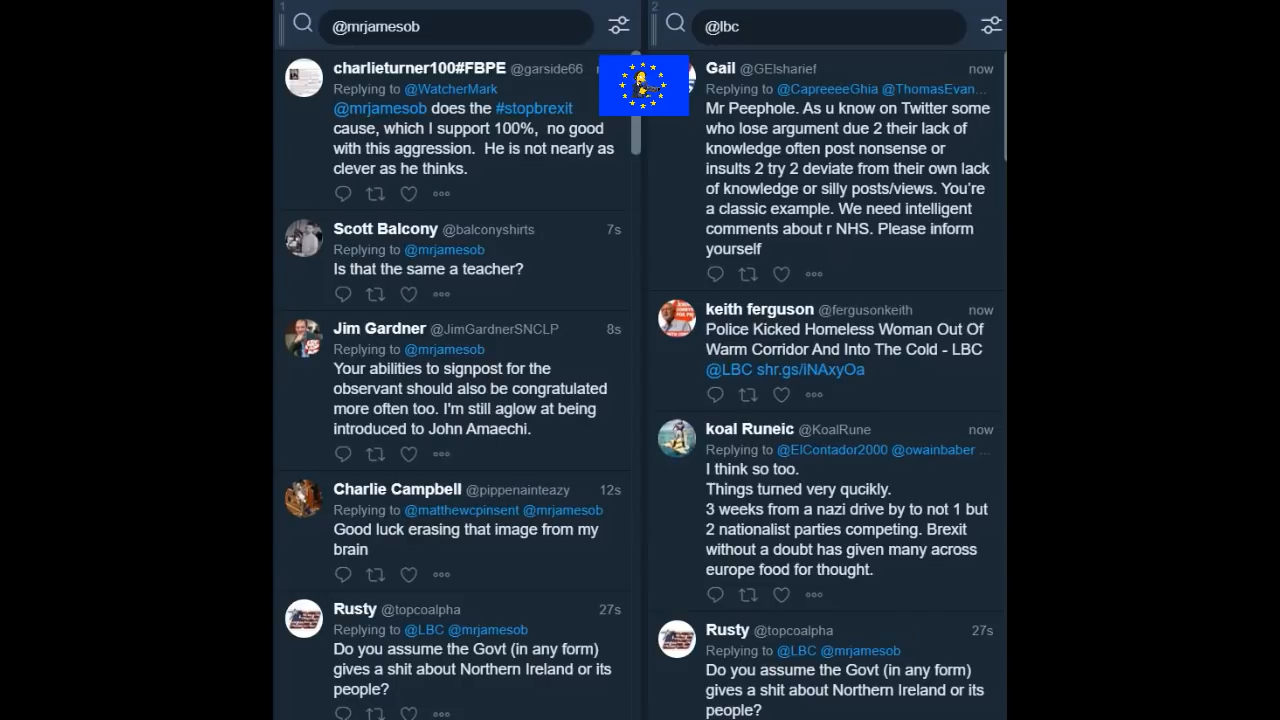 1
@mrjamesob
charlieturner100#FBPE @garside66
Replying to @WatcherMark
@mrjamesob does the #stopbrexit
cause, which I support 100%,  no good
with this aggression.  He is not nearly as
clever as he thinks.
Scott Balcony @balconyshirts 7s
Replying to @mrjamesob
Is that the same a teacher?
Jim Gardner @JimGardnerSNCLP 8s
Replying to @mrjamesob
Your abilities to signpost for the
observant should also be congratulated
more often too. I'm still aglow at being
introduced to John Amaechi.
Charlie Campbell @pippenainteazy 12s
Replying to @matthewcpinsent @mrjamesob
Good luck erasing that image from my
brain
Rusty @topcoalpha 27s
Replying to @LBC @mrjamesob
Do you assume the Govt (in any form)
gives a shit about Northern Ireland or its
people?
2
@lbc
Gail @GElsharief now
Replying to @CapreeeeGhia @ThomasEvan...
Mr Peephole. As u know on Twitter some
who lose argument due 2 their lack of
knowledge often post nonsense or
insults 2 try 2 deviate from their own lack
of knowledge or silly posts/views. You're
a classic example. We need intelligent
comments about r NHS. Please inform
yourself
keith ferguson @fergusonkeith now
Police Kicked Homeless Woman Out Of
Warm Corridor And Into The Cold - LBC
@LBC shr.gs/iNAxyOa
koal Runeic @KoalRune now
Replying to @ElContador2000 @owainbaber ...
I think so too.
Things turned very qucikly.
3 weeks from a nazi drive by to not 1 but
2 nationalist parties competing. Brexit
without a doubt has given many across
europe food for thought.
Rusty @topcoalpha 27s
Replying to @LBC @mrjamesob
Do you assume the Govt (in any form)
gives a shit about Northern Ireland or its
people?